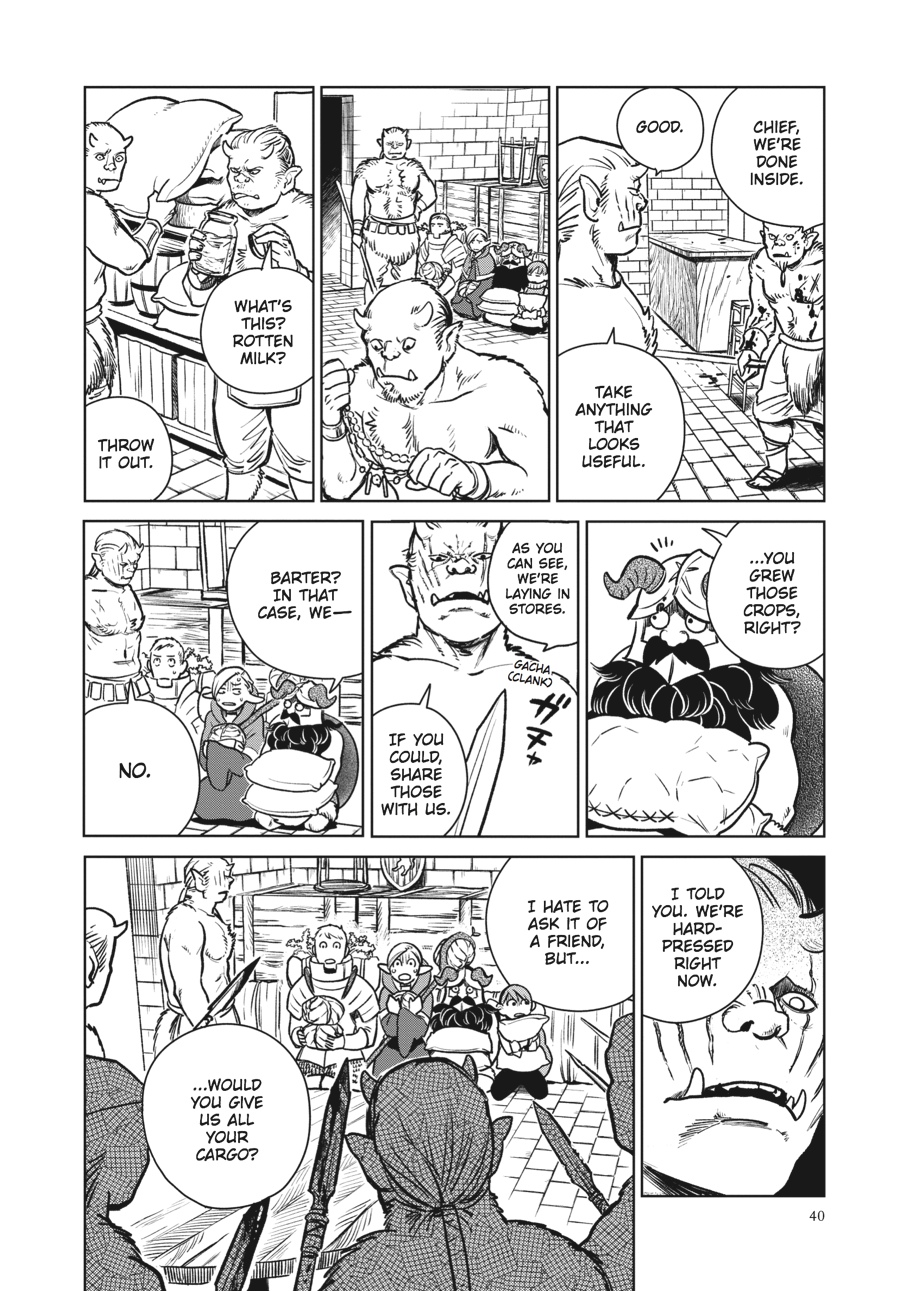 CHIEF,
WE'RE
DONE
INSIDE.
GOOD.
TAKE
ANYTHING
THAT
LOOKS
USEFUL.
WHAT'S
THIS?
ROTTEN
MILK?
THROW
IT OUT.
...YOU
GREW
THOSE
CROPS,
RIGHT?
AS YOU
CAN SEE,
WE'RE
LAYING IN
STORES.
GACHA
(CLANK)
ガチャ
IF YOU
COULD,
SHARE
THOSE
WITH US.
BARTER?
IN THAT
CASE, WE—
NO.
I TOLD
YOU. WE'RE
HARD-
PRESSED
RIGHT
NOW.
I HATE TO
ASK IT OF
A FRIEND,
BUT...
...WOULD
YOU GIVE
US ALL
YOUR
CARGO?
40